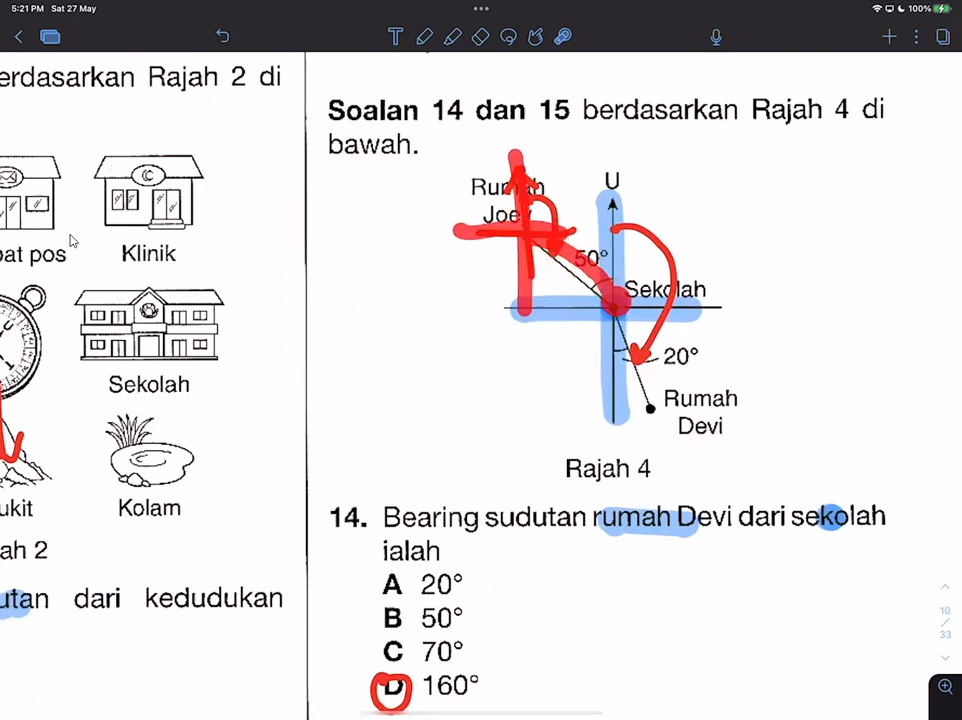 5:21 PM Sat 27 May
100%
erdasarkan Rajah 2 di
pat pos
Klinik
U
Sekolah
ukit
Kolam
ah 2
utan dari kedudukan
Soalan 14 dan 15 berdasarkan Rajah 4 di
bawah.
Rumah
Joey
U
50°
Sekolah
20°
Rumah
Devi
Rajah 4
14. Bearing sudutan rumah Devi dari sekolah
ialah
A 20°
B 50°
C 70°
D 160°
10
/
33